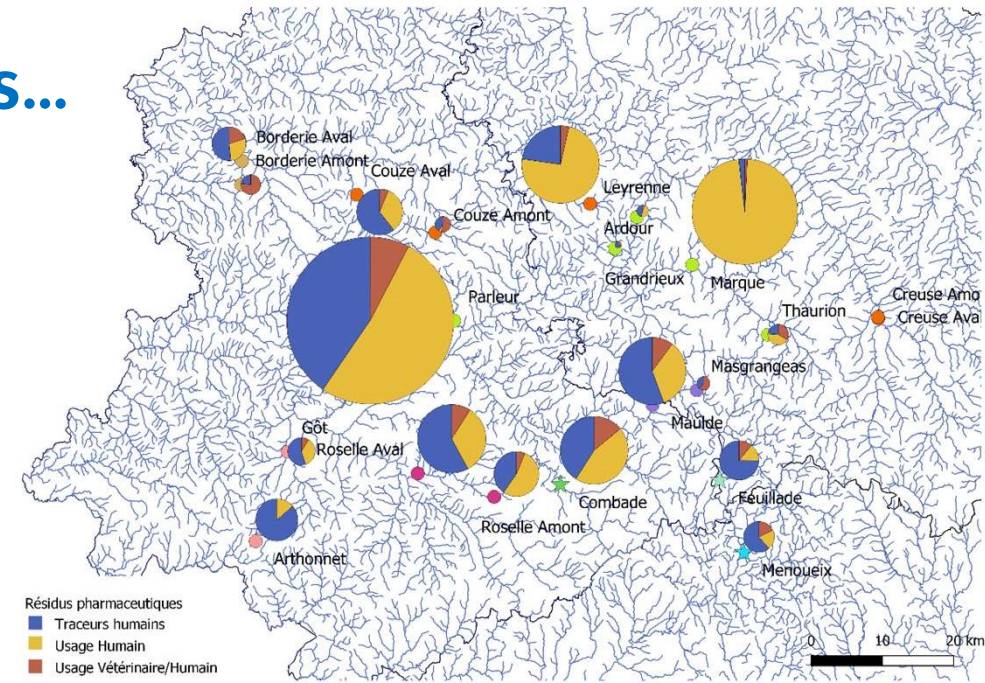 s...
Borderie Aval
Borderie Amont
Couze Aval
Couze Amont
Leyrenne
Ardour
Grandrieux
Marque
Parleur
Thaurion
Creuse Amo
Creuse Ava
Masgrangeas
Maulde
Gôt
Roselle Aval
Combade
Feuillade
Roselle Amont
Arthonnet
Menoueix
Résidus pharmaceutiques
Traceurs humains
Usage Humain
Usage Vétérinaire/Humain
0 10 20 km